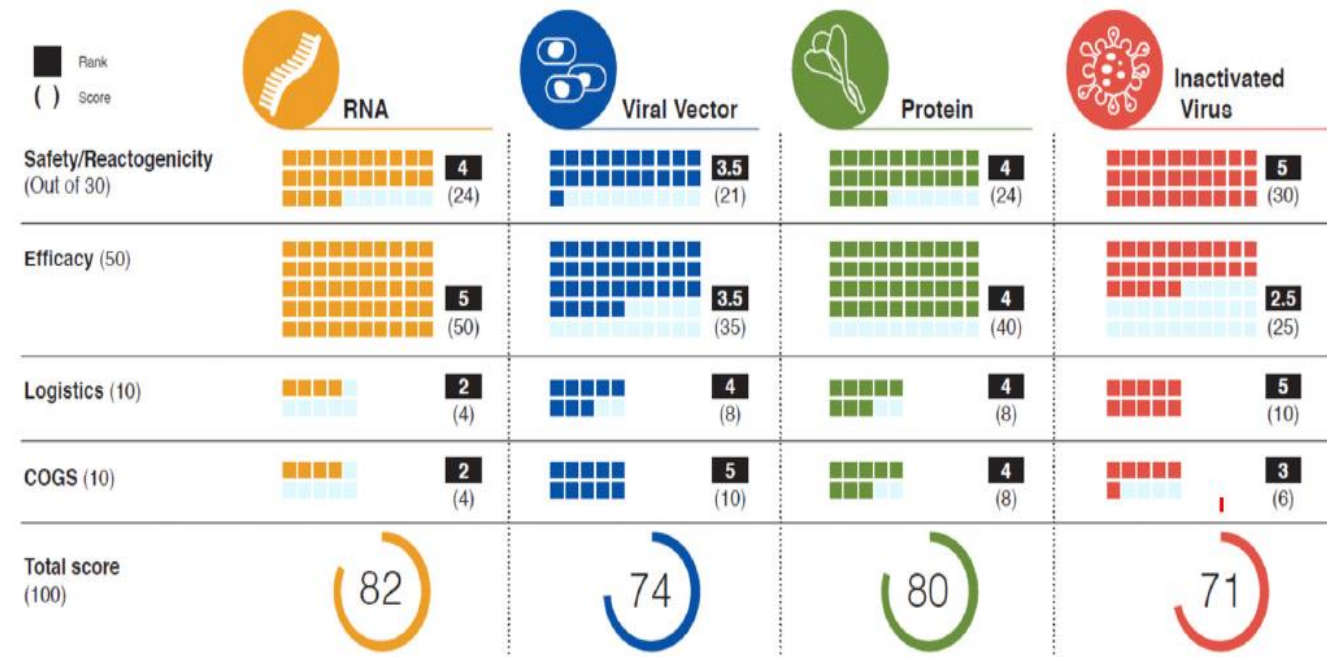 Rank
( ) Score
RNA
Viral Vector
Protein
Inactivated
Virus
Safety/Reactogenicity
(Out of 30)
4
(24)
3.5
(21)
4
(24)
5
(30)
Efficacy (50)
5
(50)
3.5
(35)
4
(40)
2.5
(25)
Logistics (10)
2
(4)
4
(8)
4
(8)
5
(10)
COGS (10)
2
(4)
5
(10)
4
(8)
3
(6)
Total score
(100)
82
74
80
71